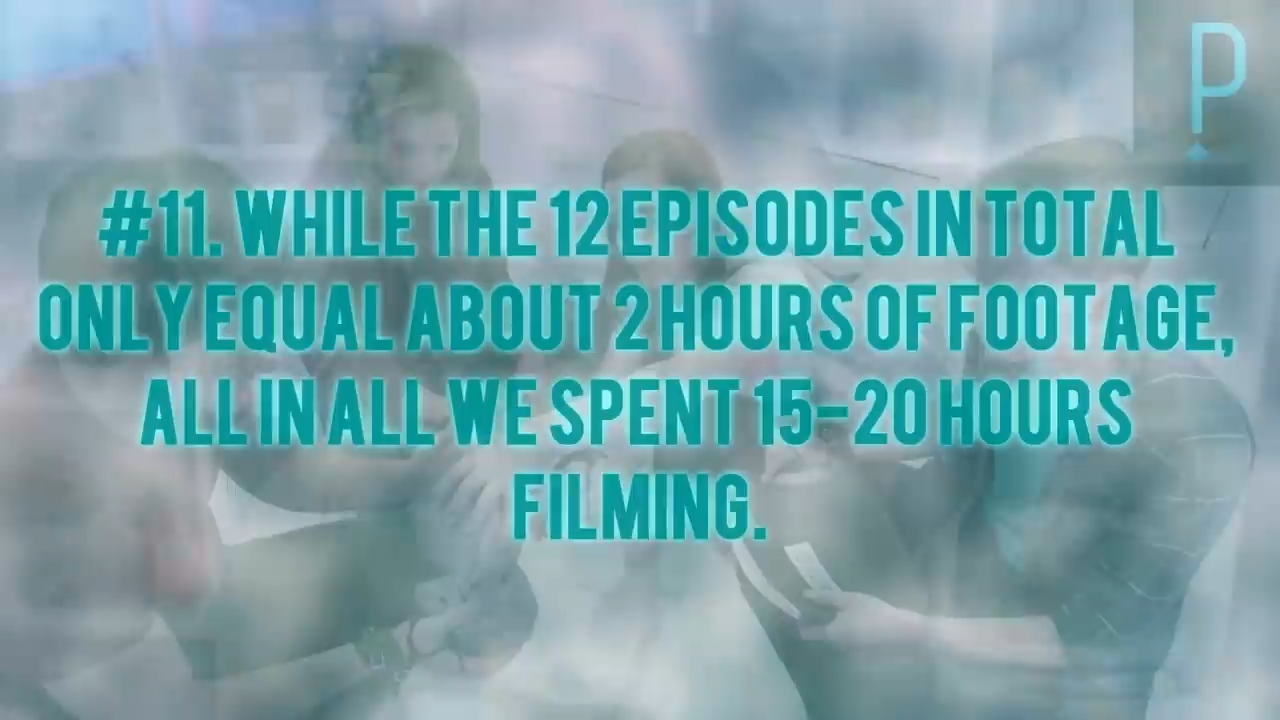 P
#11. WHILE THE 12 EPISODES IN TOTAL
ONLY EQUAL ABOUT 2 HOURS OF FOOTAGE,
ALL IN ALL WE SPENT 15-20 HOURS
FILMING.